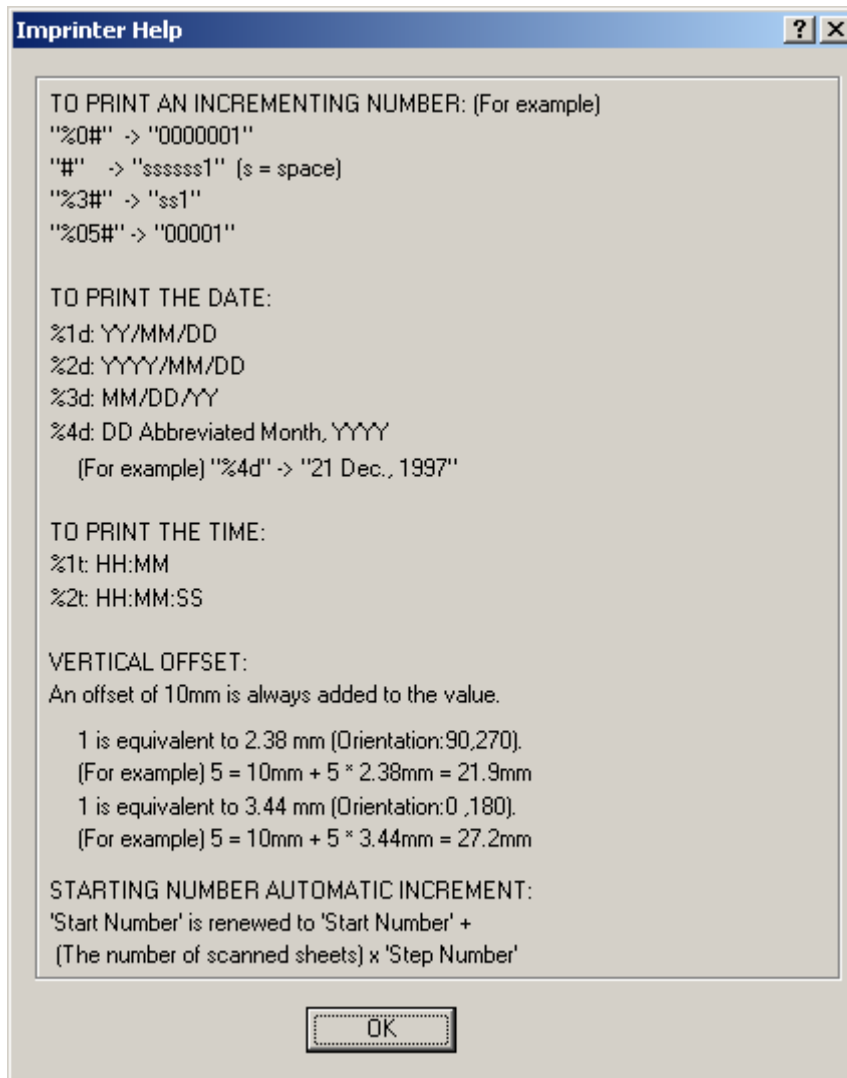 Imprinter Help
TO PRINT AN INCREMENTING NUMBER: (For example)
"%0#" -> "0000001"
"#" -> "ssssss1" (s = space)
"%3#" -> "ss1"
"%05#" -> "00001"
TO PRINT THE DATE:
%1d: YY/MM/DD
%2d: YYYY/MM/DD
%3d: MM/DD/YY
%4d: DD Abbreviated Month, YYYY
(For example) "%4d" -> "21 Dec., 1997"
TO PRINT THE TIME:
%1t: HH:MM
%2t: HH:MM:SS
VERTICAL OFFSET:
An offset of 10mm is always added to the value.
1 is equivalent to 2.38 mm (Orientation:90,270).
(For example) 5 = 10mm + 5 * 2.38mm = 21.9mm
1 is equivalent to 3.44 mm (Orientation:0 ,180).
(For example) 5 = 10mm + 5 * 3.44mm = 27.2mm
STARTING NUMBER AUTOMATIC INCREMENT:
'Start Number' is renewed to 'Start Number' +
(The number of scanned sheets) x 'Step Number'
OK